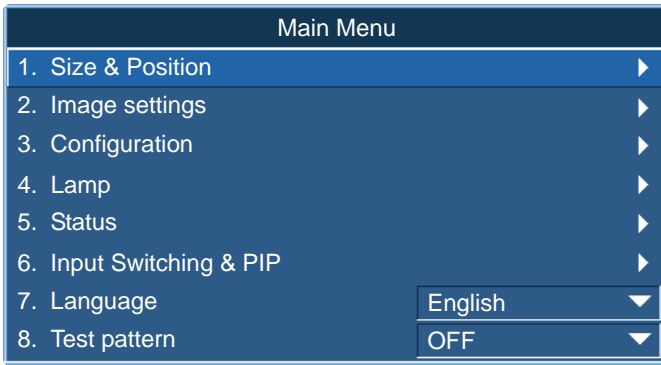 Main Menu
1. Size & Position
2. Image settings
3. Configuration
4. Lamp
5. Status
6. Input Switching & PIP
7. Language English
8. Test pattern OFF